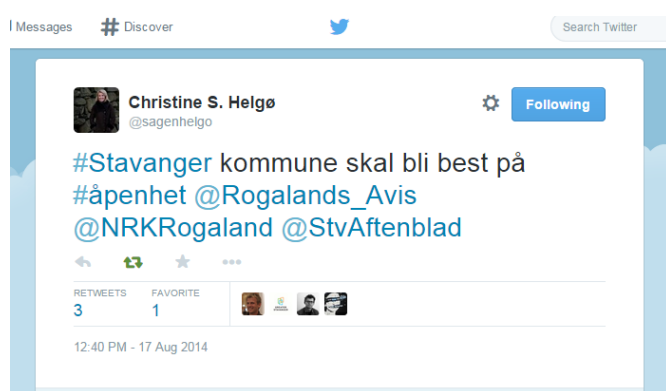 Messages # Discover Search Twitter
Christine S. Helgø Following
@sagenhelgo
#Stavanger kommune skal bli best på
#åpenhet @Rogalands_Avis
@NRKRogaland @StvAftenblad
RETWEETS FAVORITE
3 1
12:40 PM - 17 Aug 2014